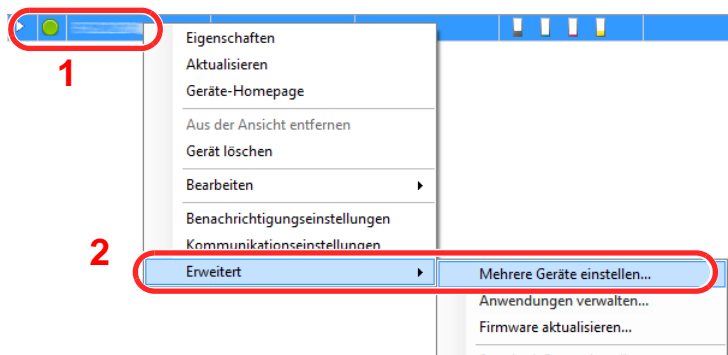 1
Eigenschaften
Aktualisieren
Geräte-Homepage
Aus der Ansicht entfernen
Gerät löschen
Bearbeiten
Benachrichtigungseinstellungen
Kommunikationseinstellungen
2
Erweitert
Mehrere Geräte einstellen...
Anwendungen verwalten...
Firmware aktualisieren...